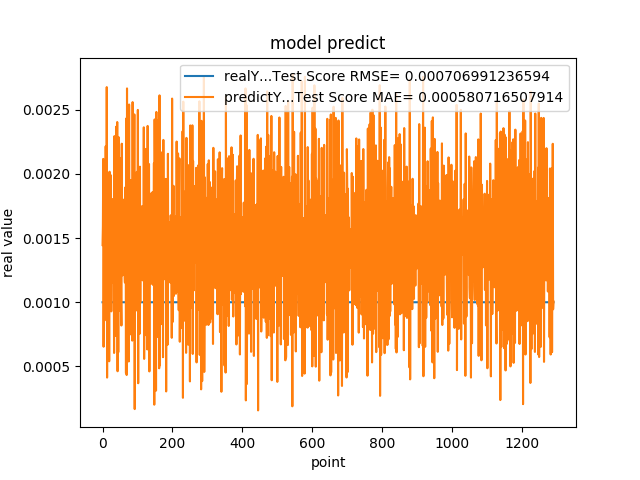 model predict
realY...Test Score RMSE= 0.000706991236594
predictY...Test Score MAE= 0.000580716507914
real value
0.0025
0.0020
0.0015
0.0010
0.0005
0 200 400 600 800 1000 1200
point